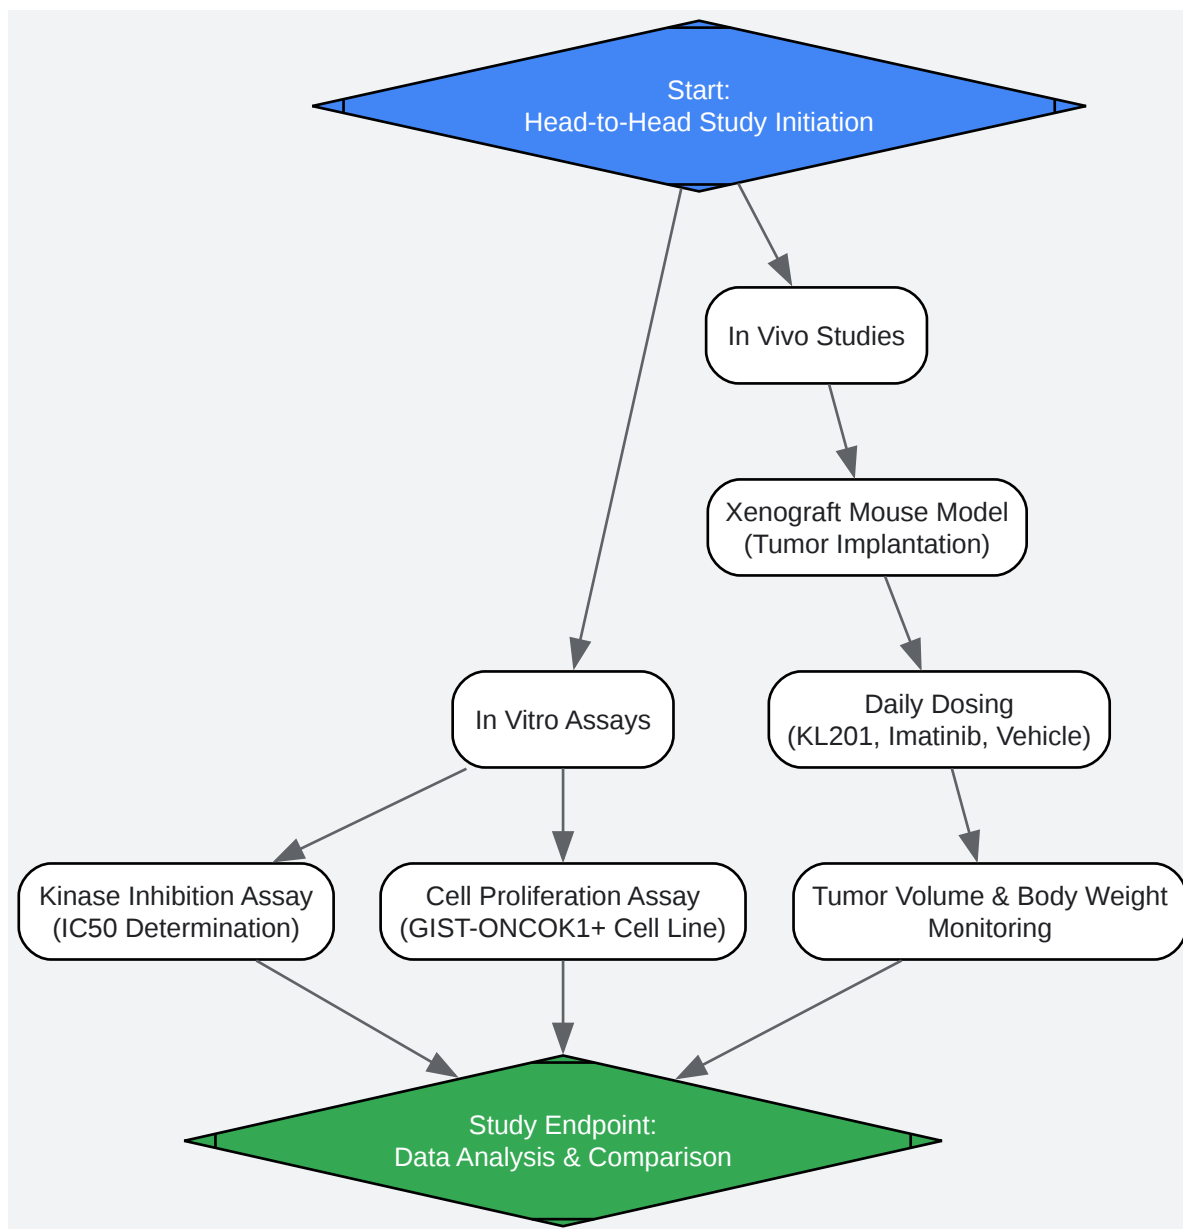 Start:
Head-to-Head Study Initiation
In Vivo Studies
Xenograft Mouse Model
(Tumor Implantation)
In Vitro Assays
Daily Dosing
(KL201, Imatinib, Vehicle)
Kinase Inhibition Assay
(IC50 Determination)
Cell Proliferation Assay
(GIST-ONCOK1+ Cell Line)
Tumor Volume & Body Weight
Monitoring
Study Endpoint:
Data Analysis & Comparison